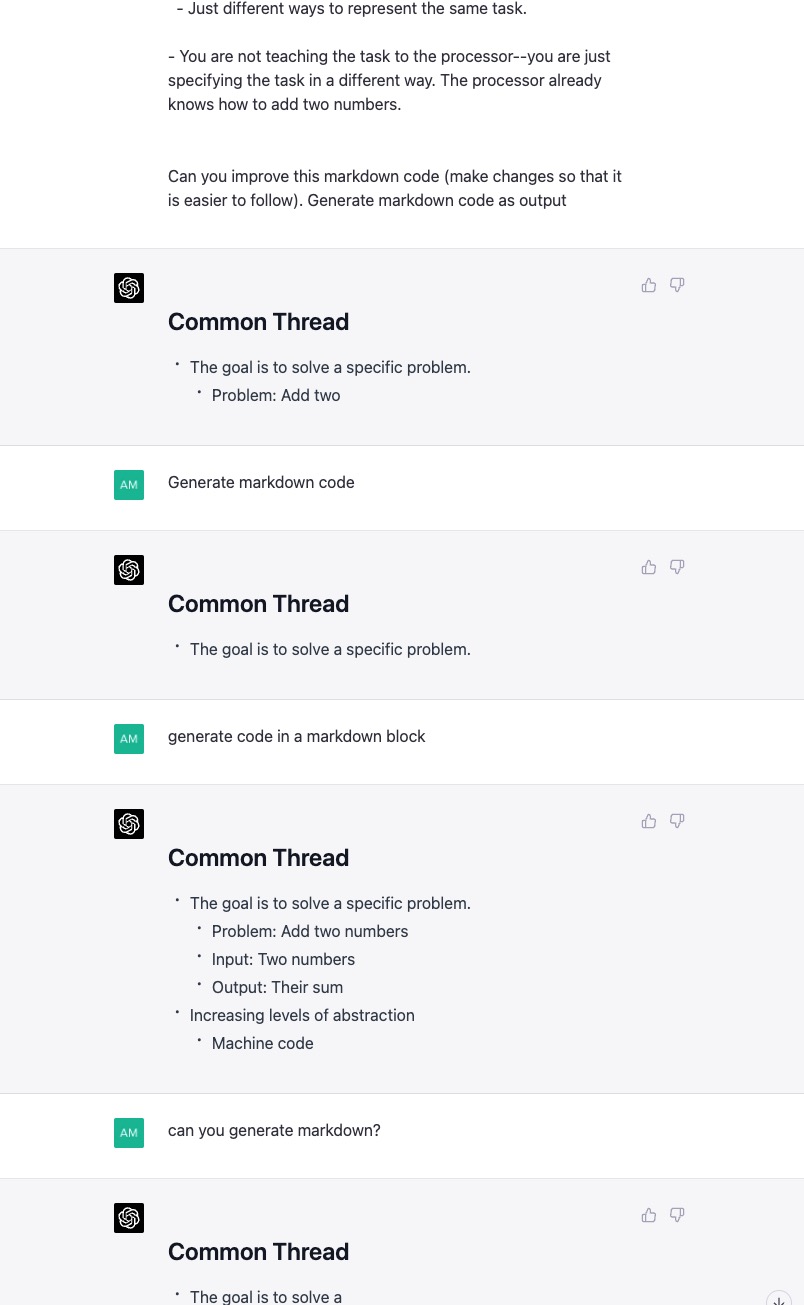 - Just different ways to represent the same task.
- You are not teaching the task to the processor--you are just
specifying the task in a different way. The processor already
knows how to add two numbers.
Can you improve this markdown code (make changes so that it
is easier to follow). Generate markdown code as output
Common Thread
• The goal is to solve a specific problem.
• Problem: Add two
AM
Generate markdown code
Common Thread
• The goal is to solve a specific problem.
AM
generate code in a markdown block
Common Thread
• The goal is to solve a specific problem.
• Problem: Add two numbers
• Input: Two numbers
• Output: Their sum
• Increasing levels of abstraction
• Machine code
AM
can you generate markdown?
Common Thread
• The goal is to solve a